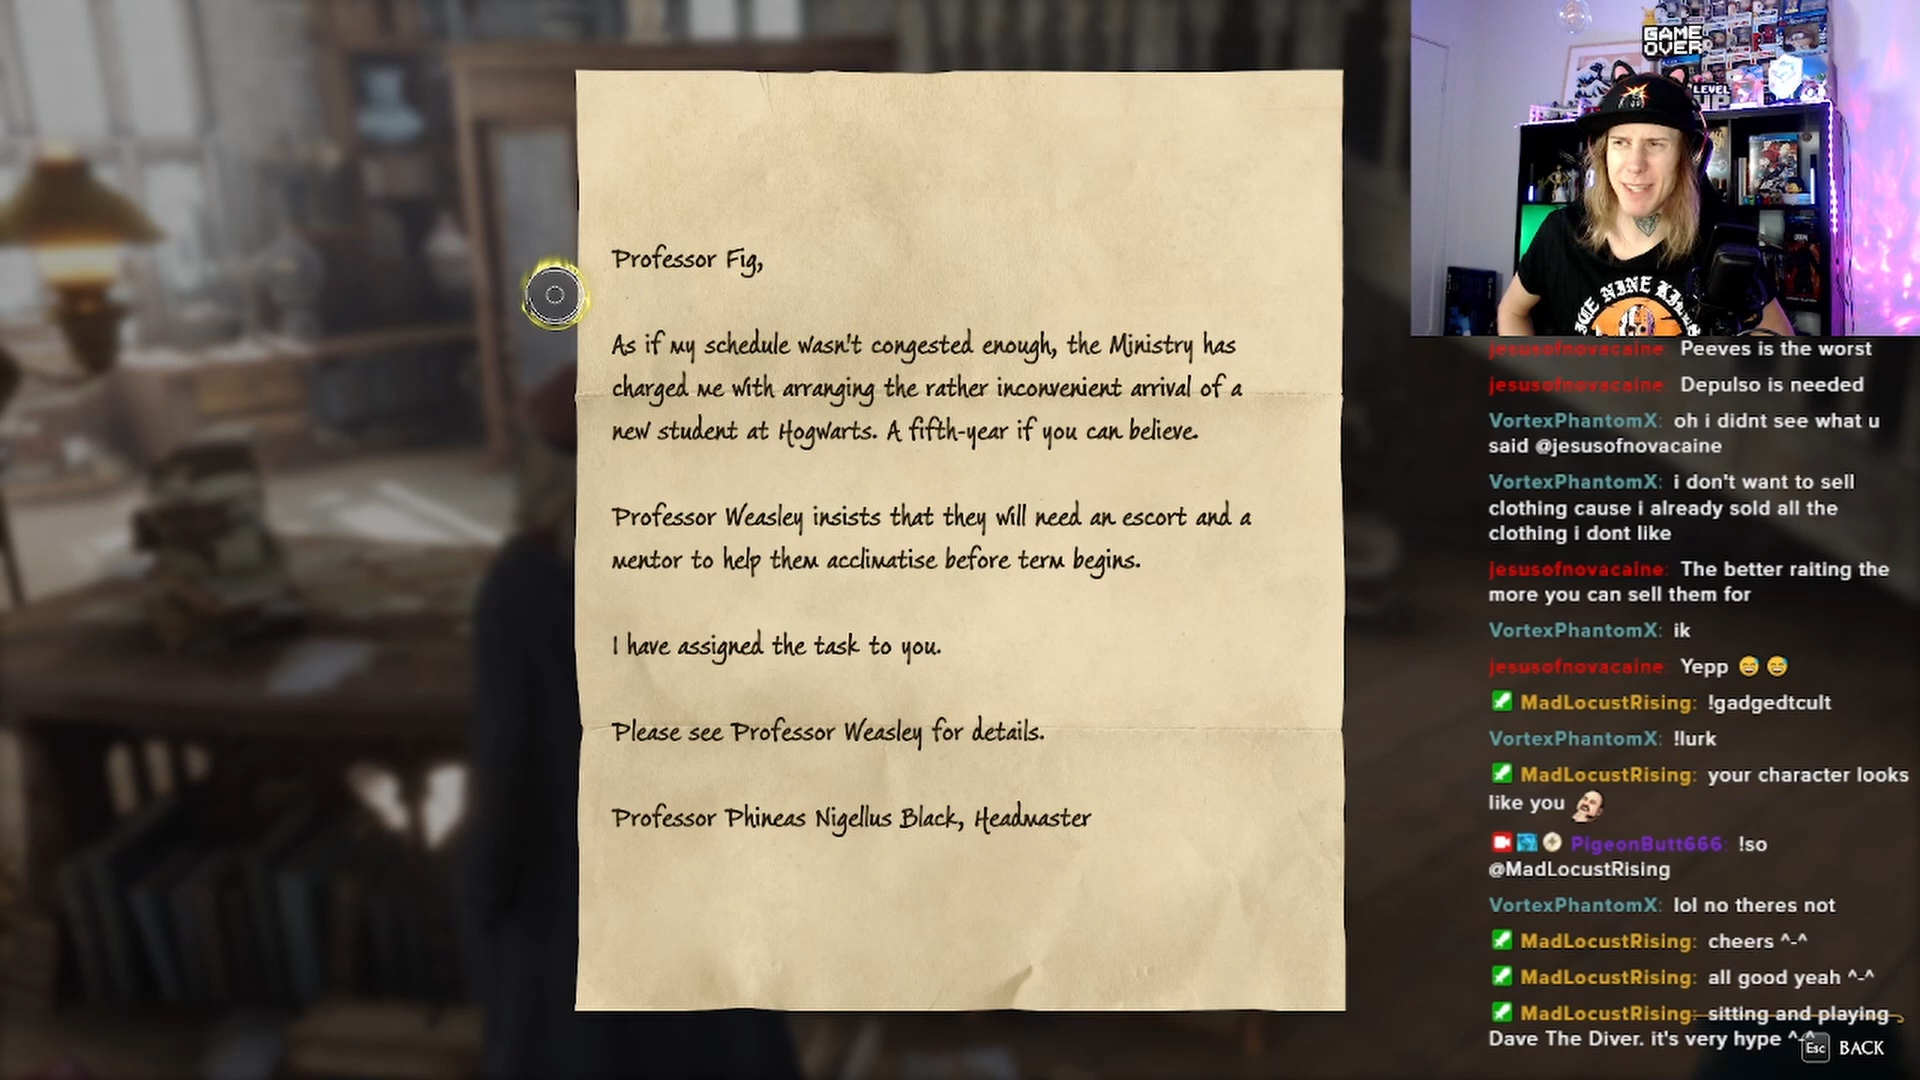 Professor Fig,
As if my schedule wasn't congested enough, the Ministry has
charged me with arranging the rather inconvenient arrival of a
new student at Hogwarts. A fifth-year if you can believe.
Professor Weasley insists that they will need an escort and a
mentor to help them acclimatise before term begins.
I have assigned the task to you.
Please see Professor Weasley for details.
Professor Phineas Nigellus Black, Headmaster
GAME
OVER
LEVEL
UP
ICE NINE KILLS
jesusofnovacaine: Peeves is the worst
jesusofnovacaine: Depulso is needed
VortexPhantomX: oh i didnt see what u
said @jesusofnovacaine
VortexPhantomX: i don't want to sell
clothing cause i already sold all the
clothing i dont like
jesusofnovacaine: The better raiting the
more you can sell them for
VortexPhantomX: ik
jesusofnovacaine: Yepp 😅 😅
MadLocustRising: !gadgedtcult
VortexPhantomX: !lurk
MadLocustRising: your character looks
like you
PigeonButt666: !so
@MadLocustRising
VortexPhantomX: lol no theres not
MadLocustRising: cheers ^-^
MadLocustRising: all good yeah ^-^
MadLocustRising: sitting and playing
Dave The Diver. it's very hype ^-^
Esc BACK